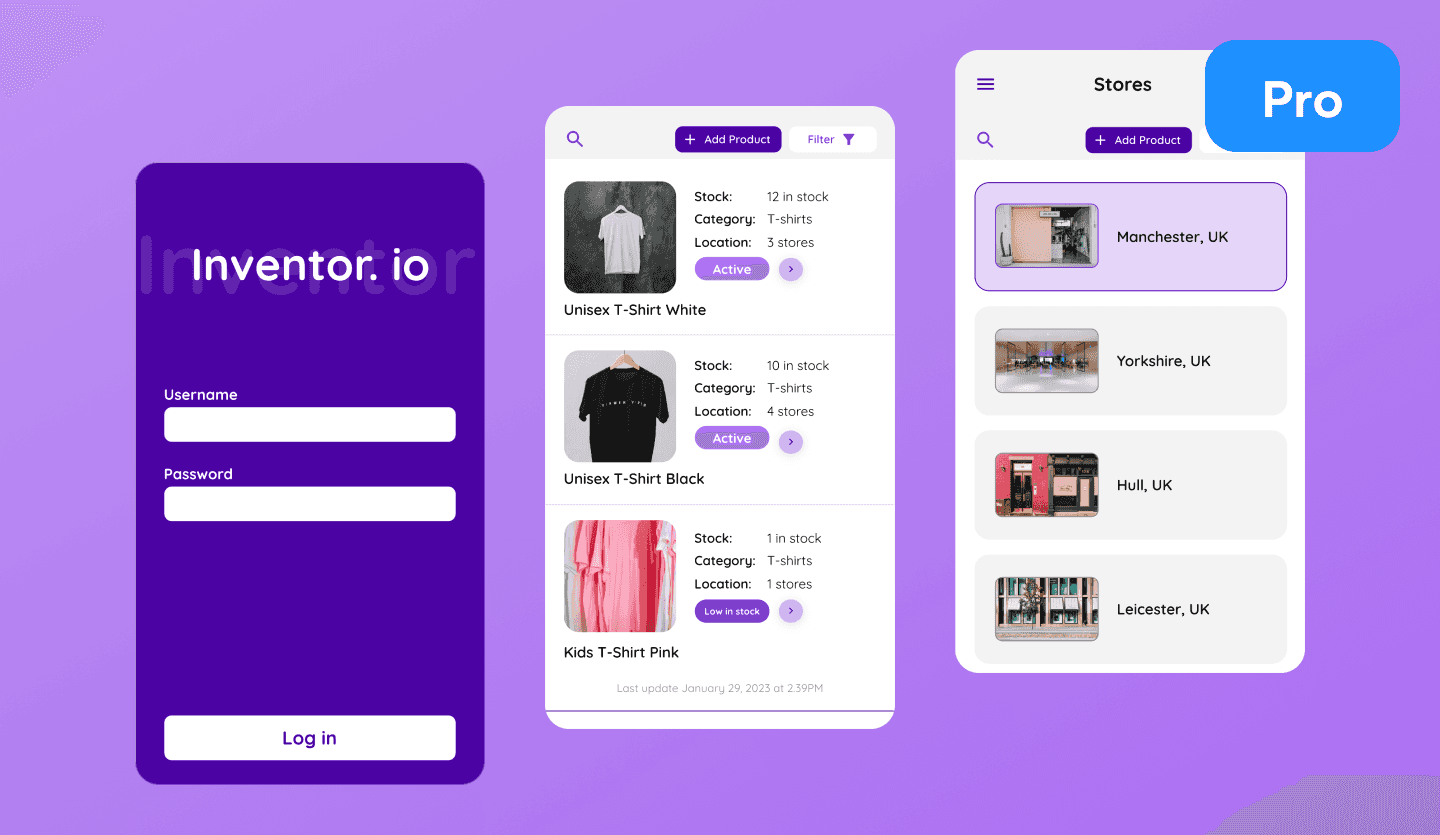 Inventor
Inventor. io
Username
Password
Log in
+ Add Product
Filter
Stock: 12 in stock
Category: T-shirts
Location: 3 stores
Active
Unisex T-Shirt White
Stock: 10 in stock
Category: T-shirts
Location: 4 stores
Active
Unisex T-Shirt Black
Stock: 1 in stock
Category: T-shirts
Location: 1 stores
Low in stock
Kids T-Shirt Pink
Last update January 29, 2023 at 2.39PM
Stores
Pro
+ Add Product
Manchester, UK
Yorkshire, UK
Hull, UK
Leicester, UK